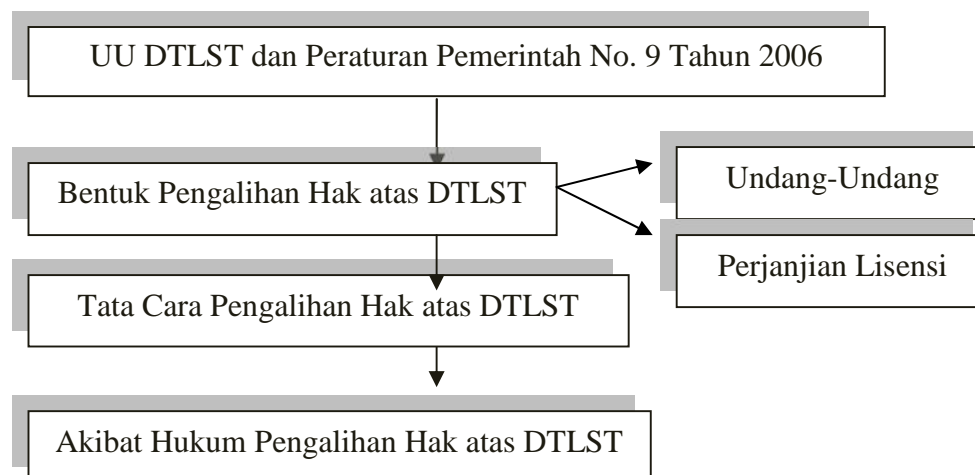 UU DTLST dan Peraturan Pemerintah No. 9 Tahun 2006
Bentuk Pengalihan Hak atas DTLST
Undang-Undang
Perjanjian Lisensi
Tata Cara Pengalihan Hak atas DTLST
Akibat Hukum Pengalihan Hak atas DTLST